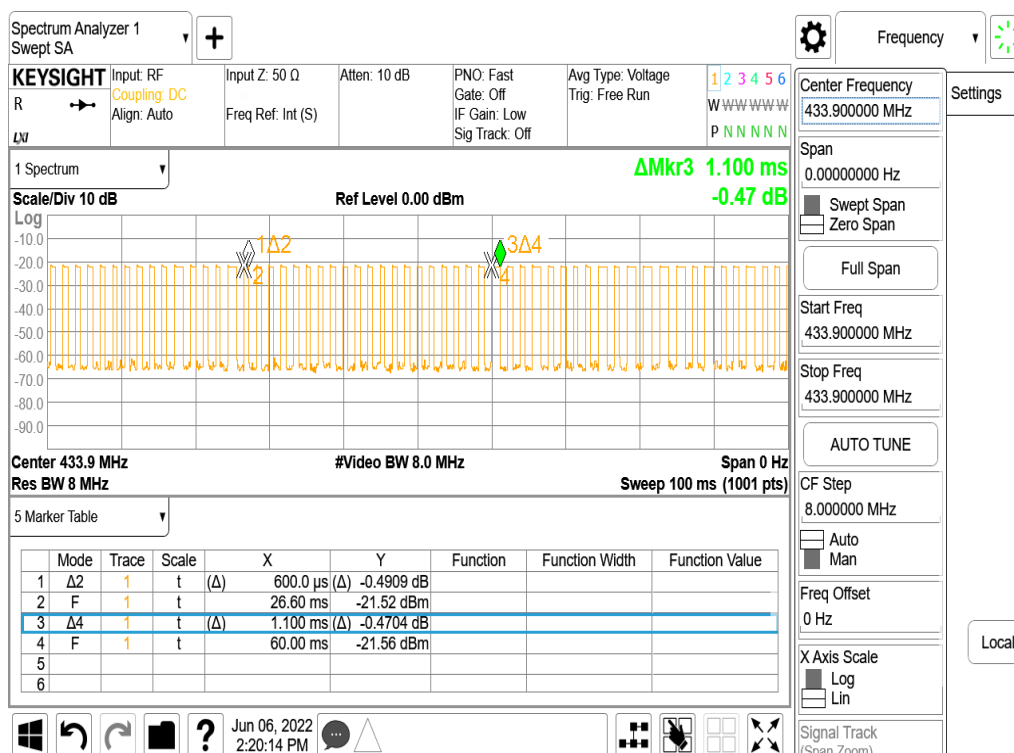 Spectrum Analyzer 1
Swept SA
Frequency
KEYSIGHT
R
LXI
Input: RF
Coupling: DC
Align: Auto
Input Z: 50 Ω
Freq Ref: Int (S)
Atten: 10 dB
PNO: Fast
Gate: Off
IF Gain: Low
Sig Track: Off
Avg Type: Voltage
Trig: Free Run
1 2 3 4 5 6
W W W W W W
P N N N N N
1 Spectrum
ΔMkr3 1.100 ms
-0.47 dB
Scale/Div 10 dB
Ref Level 0.00 dBm
Log
-10.0
-20.0
-30.0
-40.0
-50.0
-60.0
-70.0
-80.0
-90.0
1Δ2
2
3Δ4
4
Center 433.9 MHz
#Video BW 8.0 MHz
Span 0 Hz
Res BW 8 MHz
Sweep 100 ms (1001 pts)
5 Marker Table
Mode Trace Scale X Y Function Function Width Function Value
1 Δ2 1 t (Δ) 600.0 µs (Δ) -0.4909 dB
2 F 1 t 26.60 ms -21.52 dBm
3 Δ4 1 t (Δ) 1.100 ms (Δ) -0.4704 dB
4 F 1 t 60.00 ms -21.56 dBm
5
6
Jun 06, 2022
2:20:14 PM
Center Frequency
433.900000 MHz
Settings
Span
0.00000000 Hz
Swept Span
Zero Span
Full Span
Start Freq
433.900000 MHz
Stop Freq
433.900000 MHz
AUTO TUNE
CF Step
8.000000 MHz
Auto
Man
Freq Offset
0 Hz
Local
X Axis Scale
Log
Lin
Signal Track
(Span Zoom)